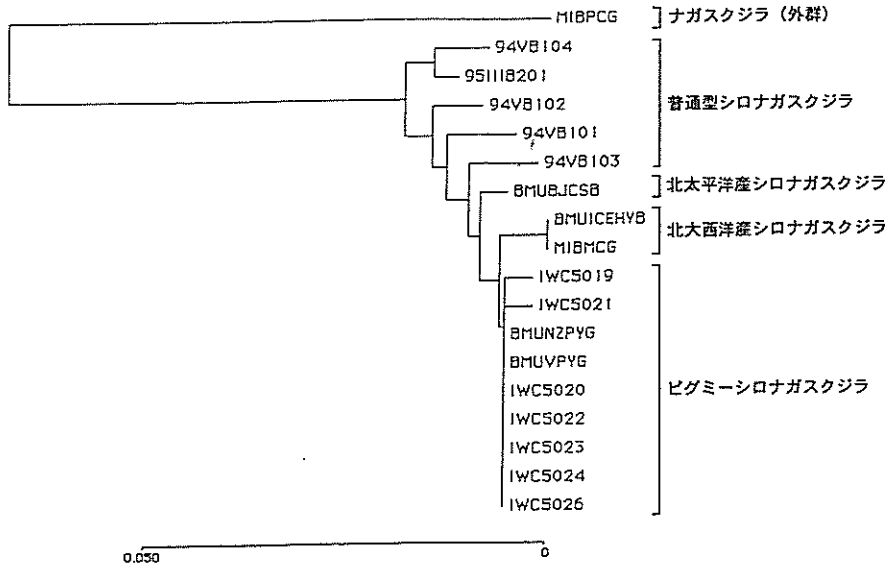 MIBPCG
ナガスクジラ (外群)
94VB104
95IIIB201
94VB102
普通型シロナガスクジラ
94VB101
94VB103
BMUBJCSB
北太平洋産シロナガスクジラ
BMUICEHYB
北大西洋産シロナガスクジラ
MIBMCG
IWC5019
IWC5021
BMUNZPYG
BMUVPYG
IWC5020
ピグミーシロナガスクジラ
IWC5022
IWC5023
IWC5024
IWC5026
0.050
0